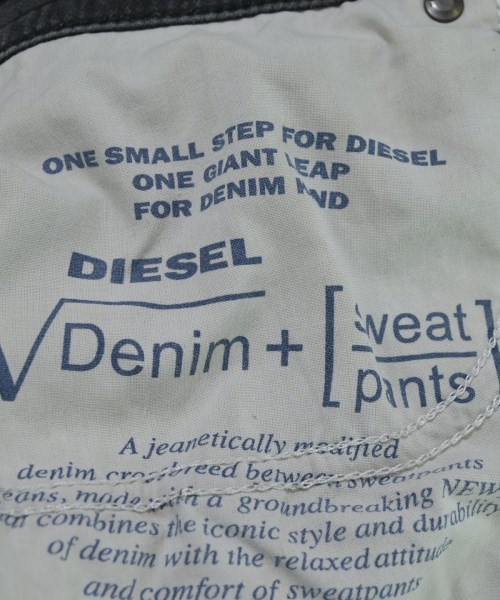 ONE SMALL STEP FOR DIESEL
ONE GIANT LEAP
FOR DENIM KIND
DIESEL
√Denim + [Sweat
pants]
A jeanetically modified
denim crossbreed between sweatpants
jeans, made with a groundbreaking NEW
combines the iconic style and durability
of denim with the relaxed attitude
and comfort of sweatpants